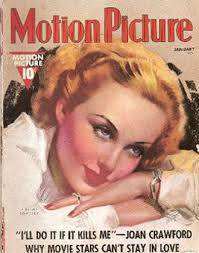 Motion Picture
JANUARY
MOTION
PICTURE
10¢
"I'LL DO IT IF IT KILLS ME"—JOAN CRAWFORD
WHY MOVIE STARS CAN'T STAY IN LOVE